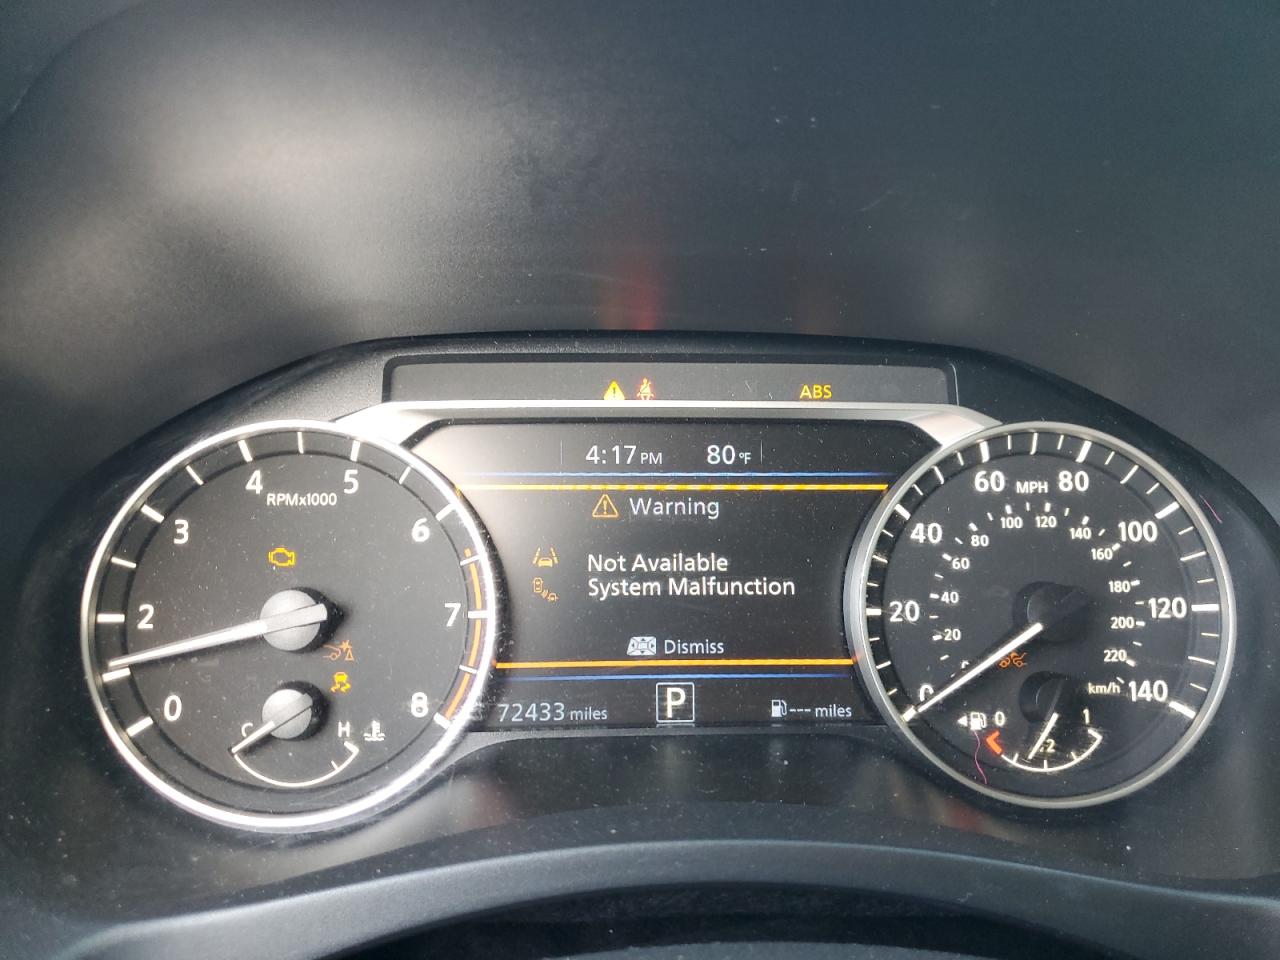 ABS
4:17 PM 80 °F
Warning
Not Available
System Malfunction
Dismiss
72433 miles
P
--- miles
RPMx1000
0
2
3
4
5
6
7
8
C H
MPH
0
20
40
60
80
100
120
140
km/h
20
40
60
80
100
120
140
160
180
200
220
0
1